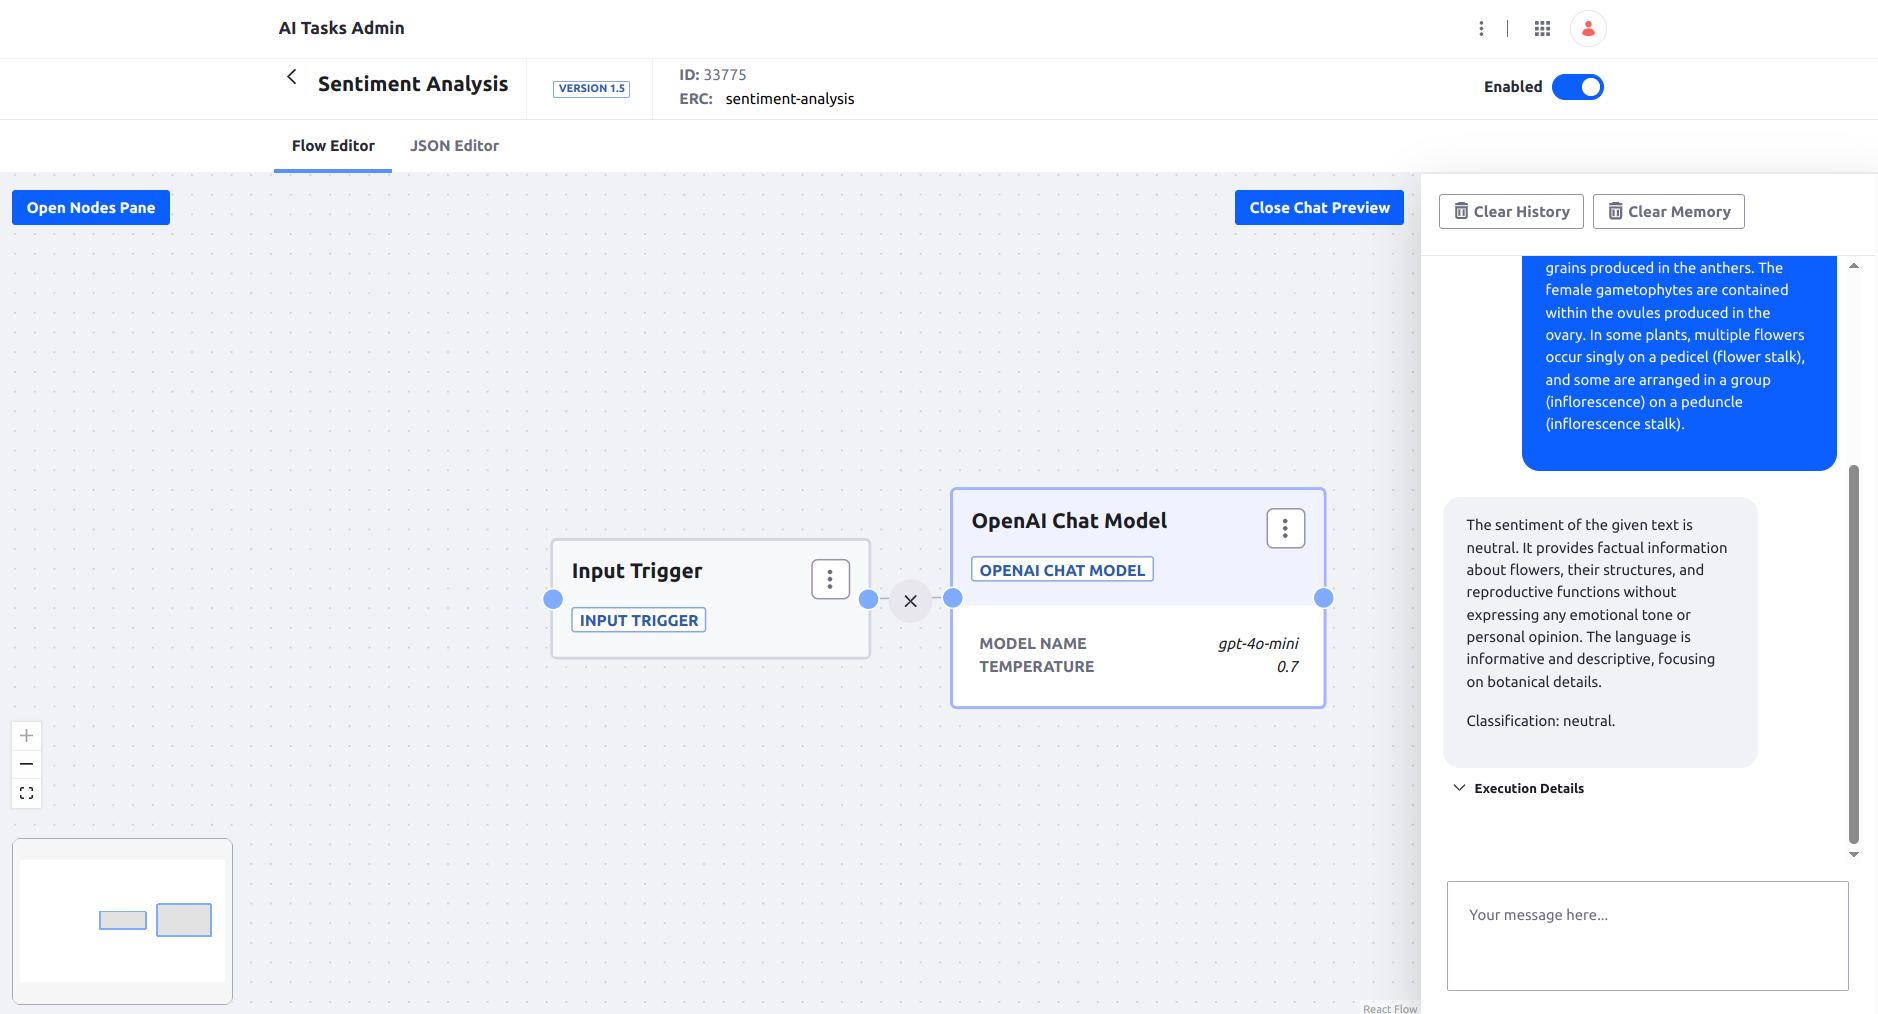 AI Tasks Admin
Sentiment Analysis
VERSION 1.5
ID: 33775
ERC: sentiment-analysis
Enabled
Flow Editor
JSON Editor
Open Nodes Pane
Close Chat Preview
Clear History
Clear Memory
grains produced in the anthers. The
female gametophytes are contained
within the ovules produced in the
ovary. In some plants, multiple flowers
occur singly on a pedicel (flower stalk),
and some are arranged in a group
(inflorescence) on a peduncle
(inflorescence stalk).
Input Trigger
INPUT TRIGGER
OpenAI Chat Model
OPENAI CHAT MODEL
MODEL NAME gpt-4o-mini
TEMPERATURE 0.7
The sentiment of the given text is
neutral. It provides factual information
about flowers, their structures, and
reproductive functions without
expressing any emotional tone or
personal opinion. The language is
informative and descriptive, focusing
on botanical details.
Classification: neutral.
Execution Details
Your message here...
React Flow